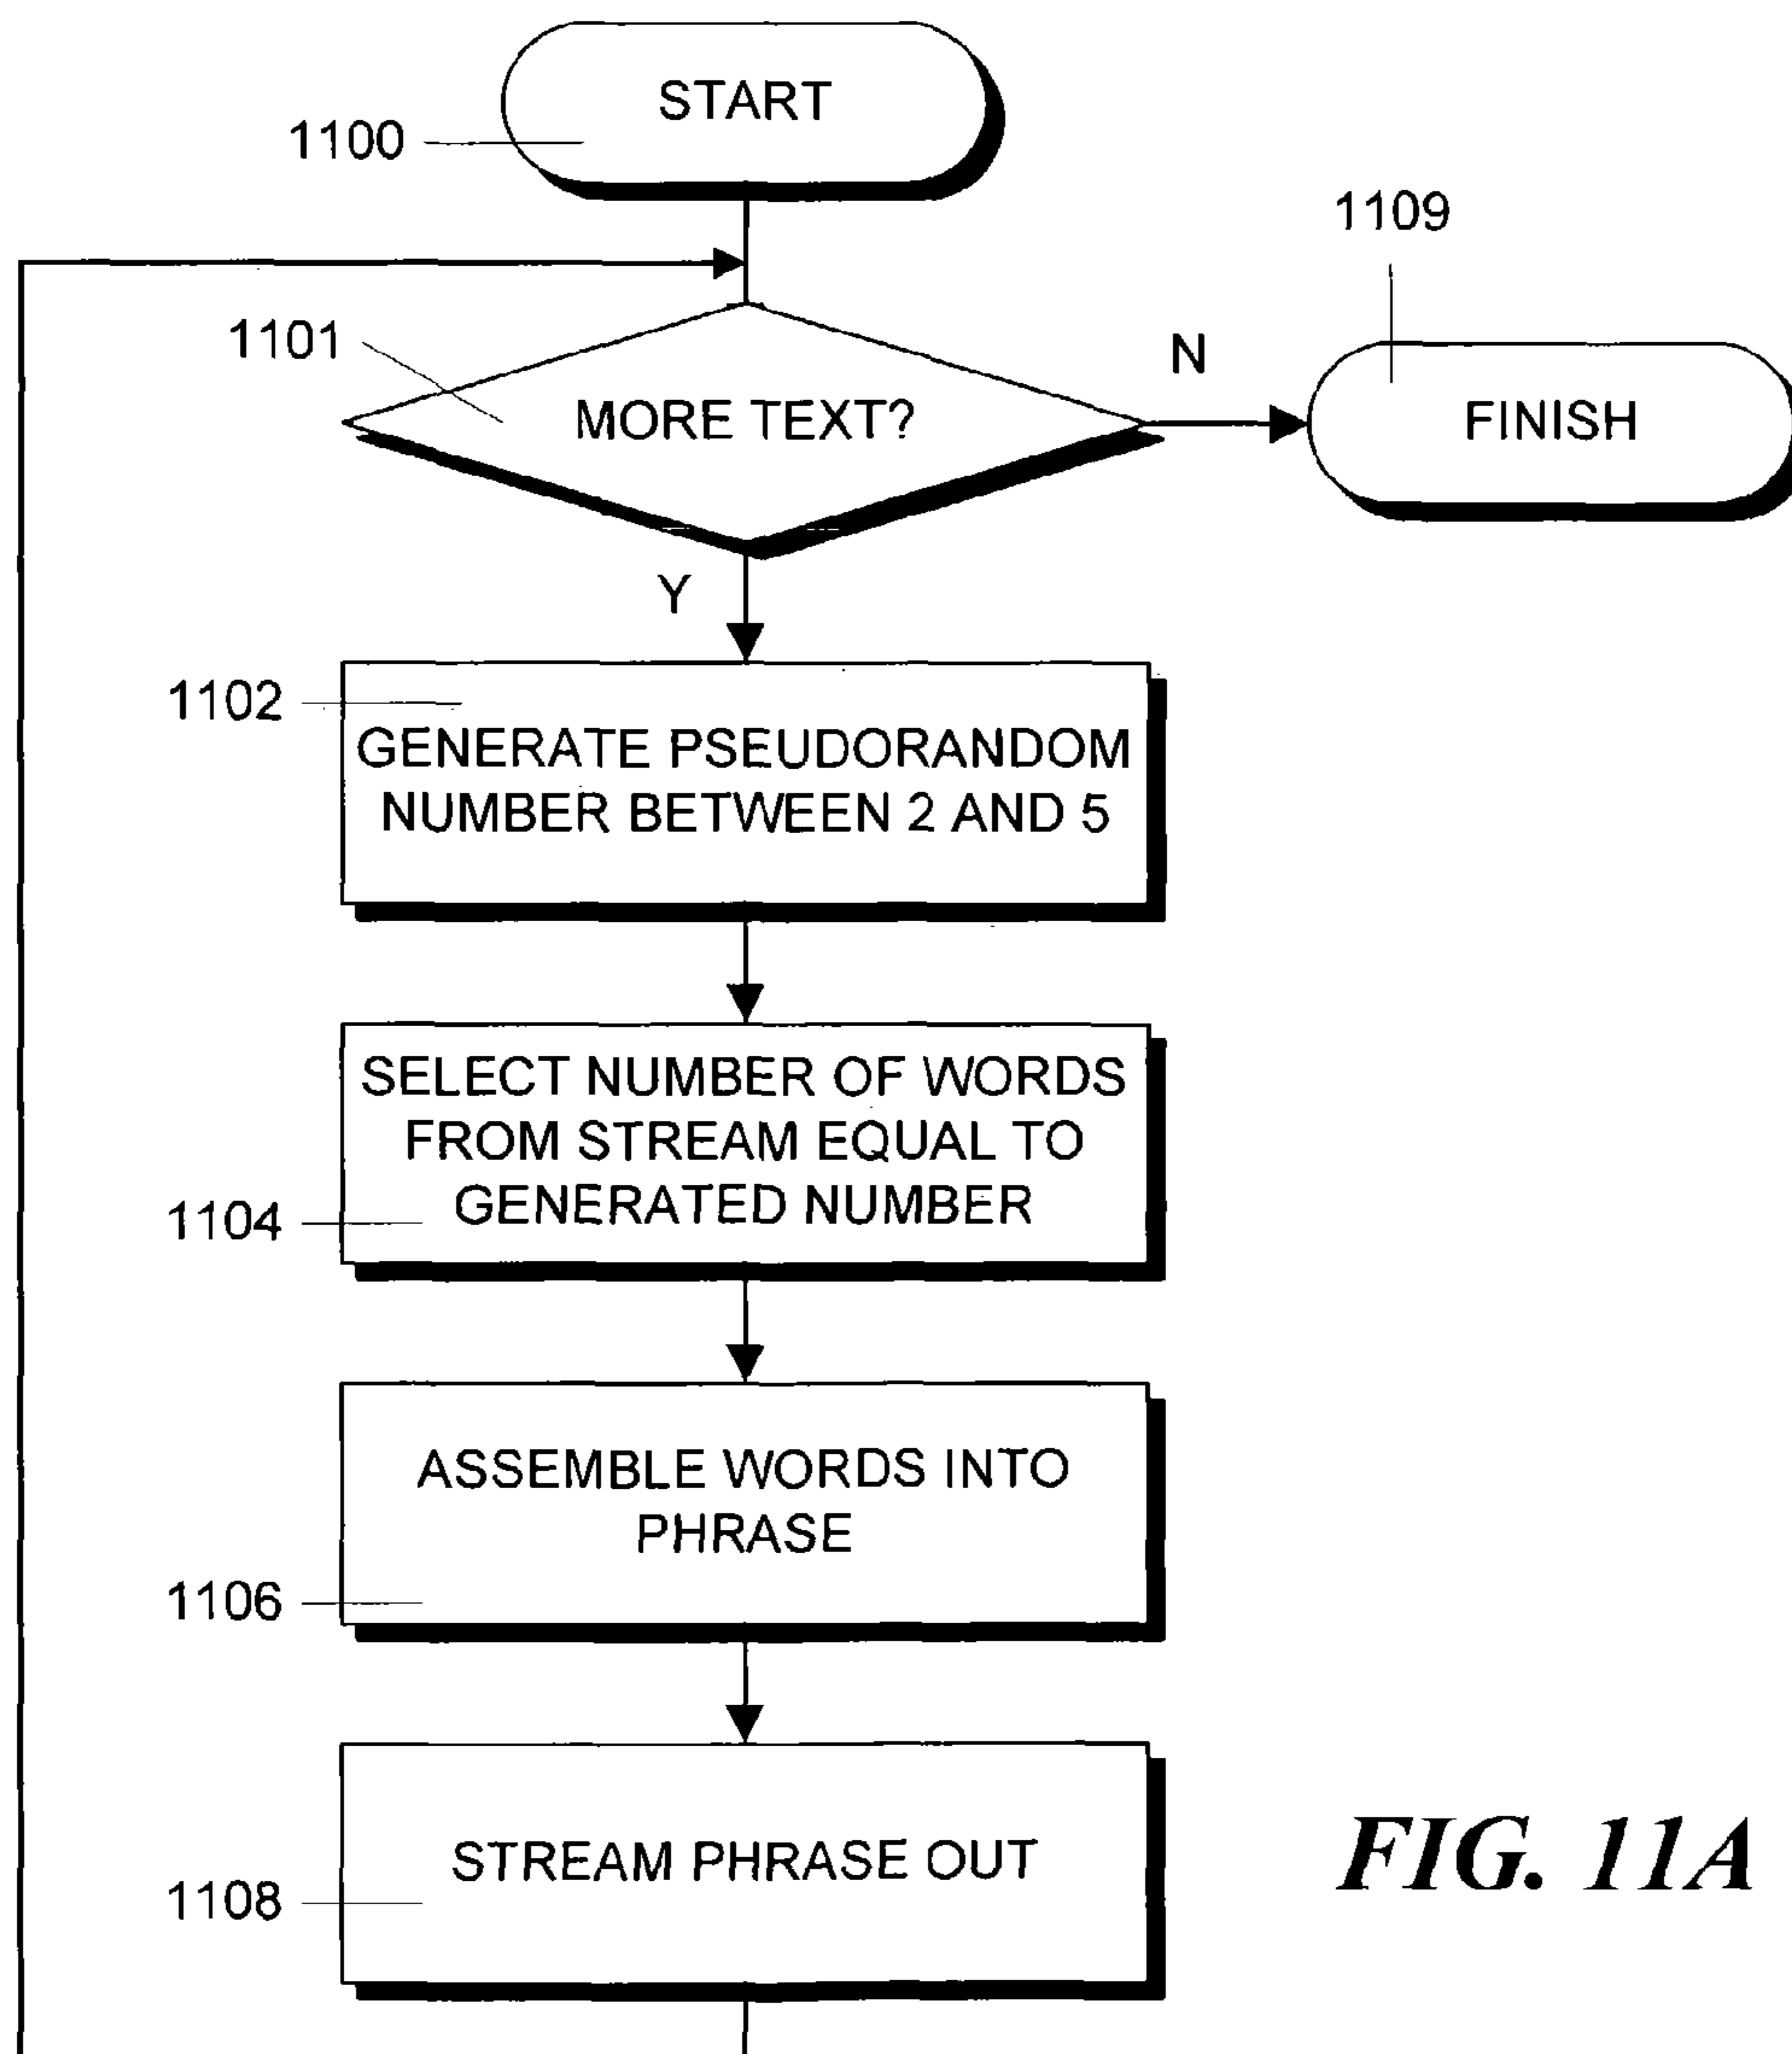 START
1100
1109
1101
MORE TEXT?
N
FINISH
Y
1102
GENERATE PSEUDORANDOM
NUMBER BETWEEN 2 AND 5
SELECT NUMBER OF WORDS
FROM STREAM EQUAL TO
GENERATED NUMBER
1104
ASSEMBLE WORDS INTO
PHRASE
1106
STREAM PHRASE OUT
1108
FIG. 11A